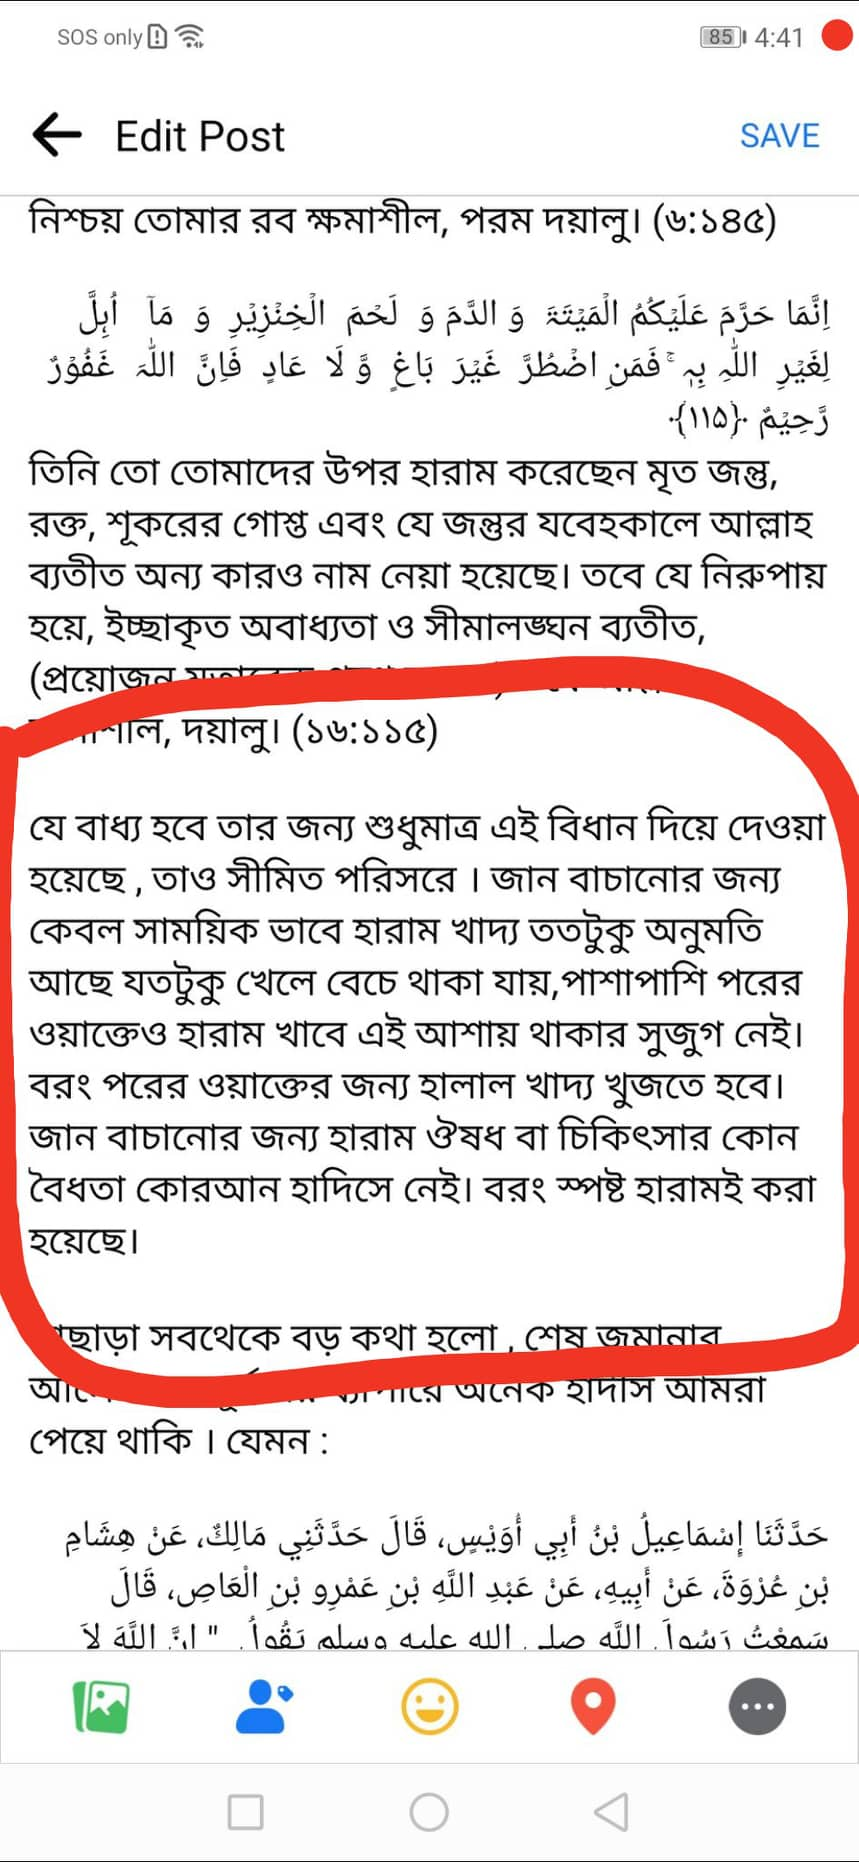 SOS only 85 4:41
Edit Post SAVE
নিশ্চয় তোমার রব ক্ষমাশীল, পরম দয়ালু। (৬:১৪৫)
اِنَّمَا حَرَّمَ عَلَیْكُمُ الْمَیْتَۃَ وَ الدَّمَ وَ لَحْمَ الْخِنْزِیْرِ وَ مَاۤ اُہِلَّ
لِغَیْرِ اللّٰہِ بِہٖ ۚ فَمَنِ اضْطُرَّ غَیْرَ بَاغٍ وَّ لَا عَادٍ فَاِنَّ اللّٰہَ غَفُوْرٌ
رَّحِیْمٌ ﴿۱۱۵﴾
তিনি তো তোমাদের উপর হারাম করেছেন মৃত জন্তু,
রক্ত, শূকরের গোশ্ত এবং যে জন্তুর যবেহকালে আল্লাহ
ব্যতীত অন্য কারও নাম নেয়া হয়েছে। তবে যে নিরুপায়
হয়ে, ইচ্ছাকৃত অবাধ্যতা ও সীমালঙ্ঘন ব্যতীত,
(প্রয়োজন
দয়ালু। (১৬:১১৫)
যে বাধ্য হবে তার জন্য শুধুমাত্র এই বিধান দিয়ে দেওয়া
হয়েছে , তাও সীমিত পরিসরে । জান বাচানোর জন্য
কেবল সাময়িক ভাবে হারাম খাদ্য ততটুকু অনুমতি
আছে যতটুকু খেলে বেচে থাকা যায়,পাশাপাশি পরের
ওয়াক্তেও হারাম খাবে এই আশায় থাকার সুজুগ নেই।
বরং পরের ওয়াক্তের জন্য হালাল খাদ্য খুজতে হবে।
জান বাচানোর জন্য হারাম ঔষধ বা চিকিৎসার কোন
বৈধতা কোরআন হাদিসে নেই। বরং স্পষ্ট হারামই করা
হয়েছে।
সবথেকে বড় কথা হলো , শেষ জমানার
অনেক হাদীস আমরা
পেয়ে থাকি । যেমন :
حَدَّثَنَا إِسْمَاعِيلُ بْنُ أَبِي أُوَيْسٍ، قَالَ حَدَّثَنِي مَالِكٌ، عَنْ هِشَامِ
بْنِ عُرْوَةَ، عَنْ أَبِيهِ، عَنْ عَبْدِ اللَّهِ بْنِ عَمْرِو بْنِ الْعَاصِ، قَالَ
سَمِعْتُ رَسُولَ اللَّهِ صلى الله عليه وسلم يَقُولُ " إِنَّ اللَّهَ لاَ